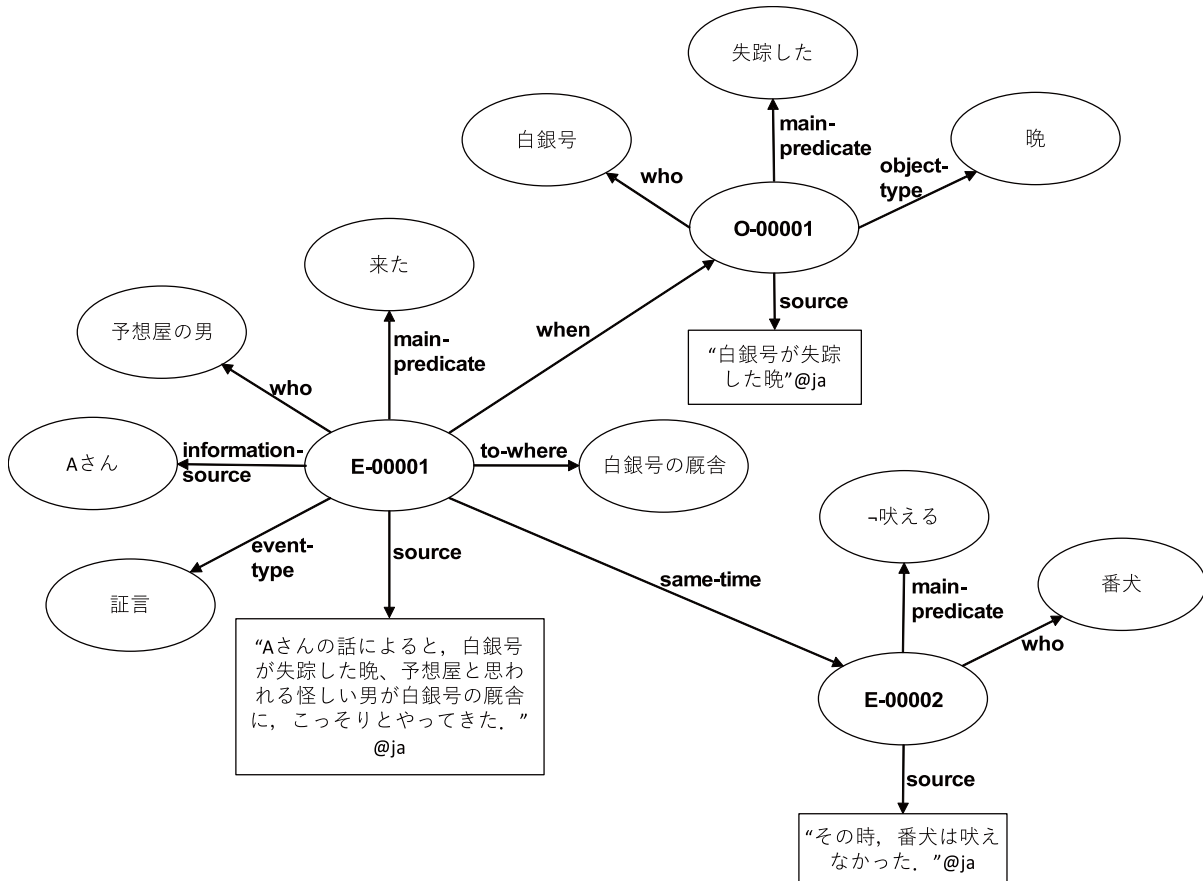 失踪した
白銀号
main-
predicate
晩
who
object-
type
O-00001
来た
source
予想屋の男
main-
predicate
when
“白銀号が失踪
した晩”@ja
who
Aさん
information-
source
E-00001
to-where
白銀号の厩舎
¬吠える
event-
type
source
same-time
main-
predicate
番犬
証言
who
“Aさんの話によると，白銀号
が失踪した晩、予想屋と思わ
れる怪しい男が白銀号の厩舎
に，こっそりとやってきた．”
@ja
E-00002
source
“その時，番犬は吠え
なかった．”@ja